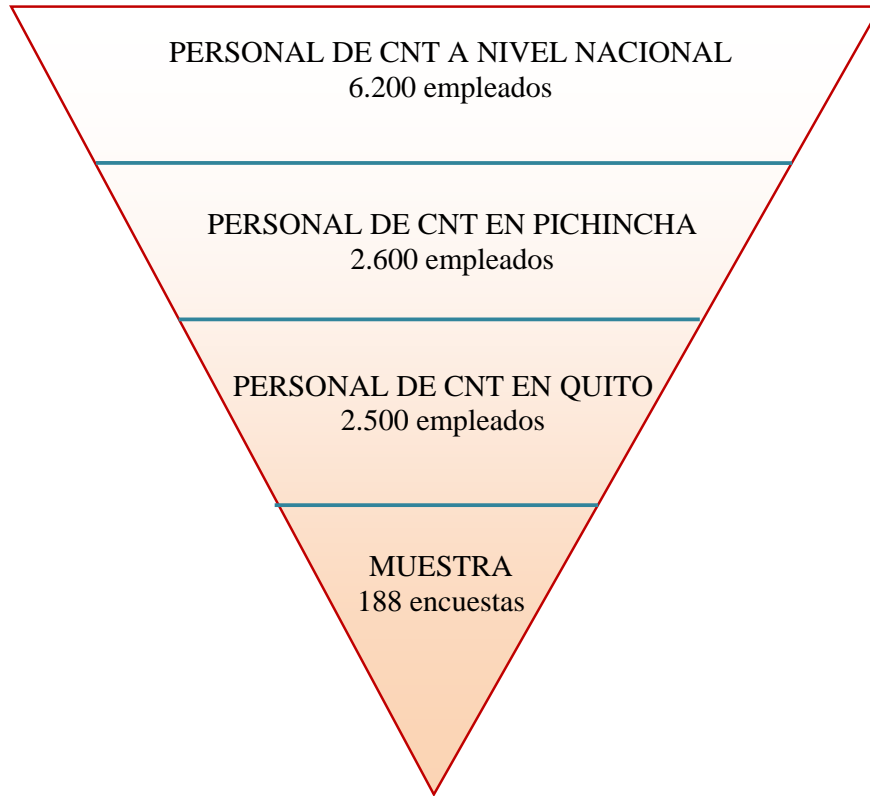 PERSONAL DE CNT A NIVEL NACIONAL
6.200 empleados
PERSONAL DE CNT EN PICHINCHA
2.600 empleados
PERSONAL DE CNT EN QUITO
2.500 empleados
MUESTRA
188 encuestas